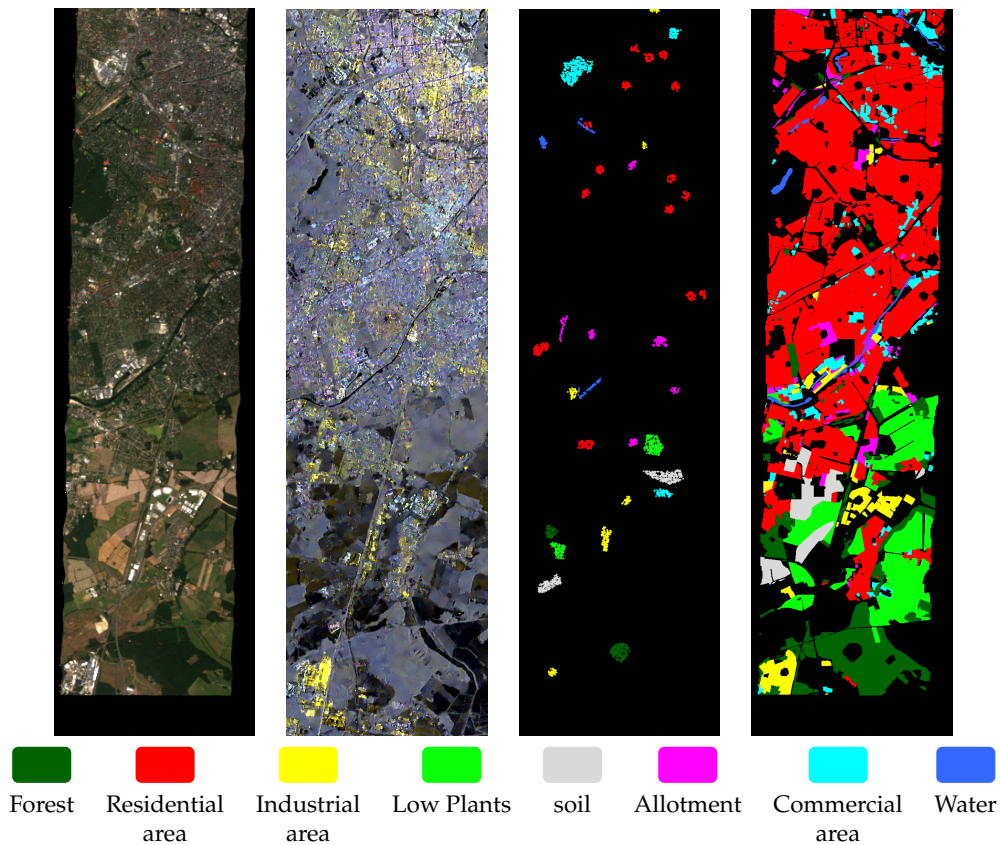 Forest
Residential
area
Industrial
area
Low Plants
soil
Allotment
Commercial
area
Water